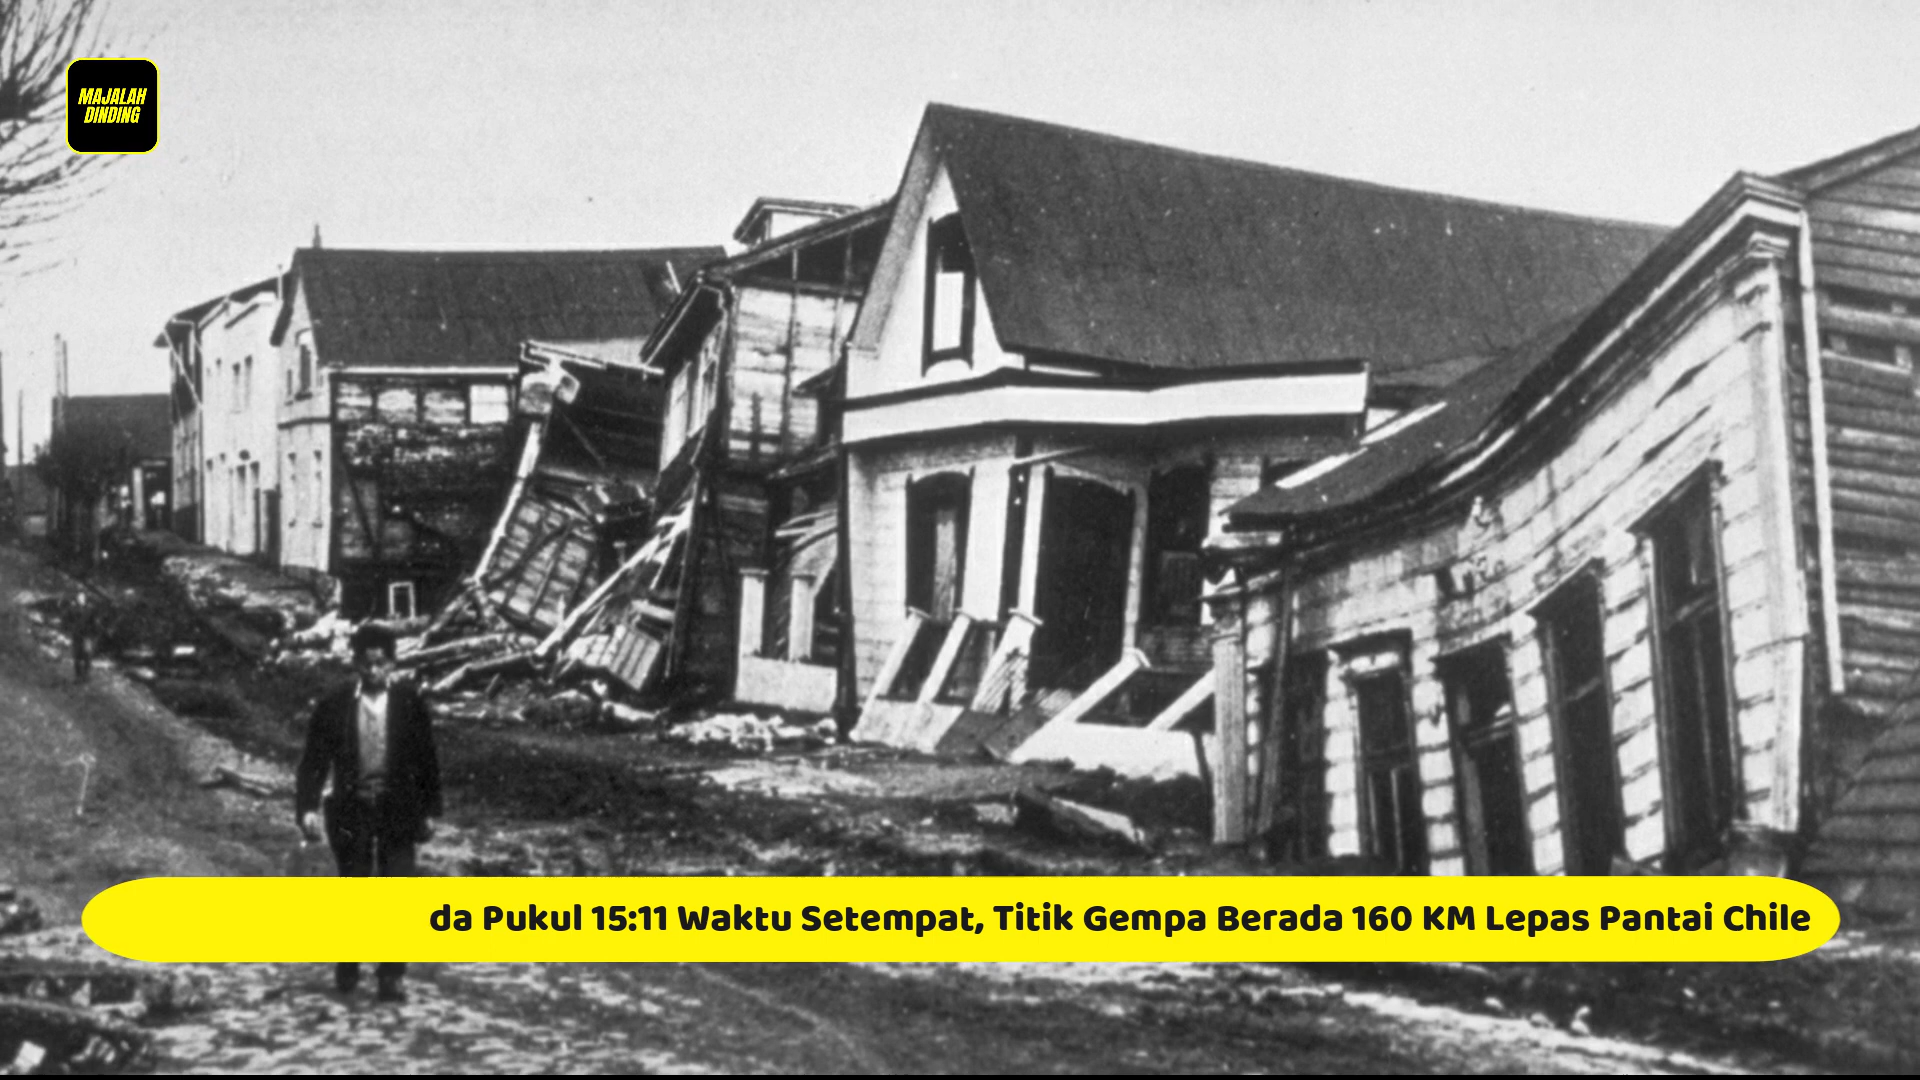 MAJALAH
DINDING
da Pukul 15:11 Waktu Setempat, Titik Gempa Berada 160 KM Lepas Pantai Chile